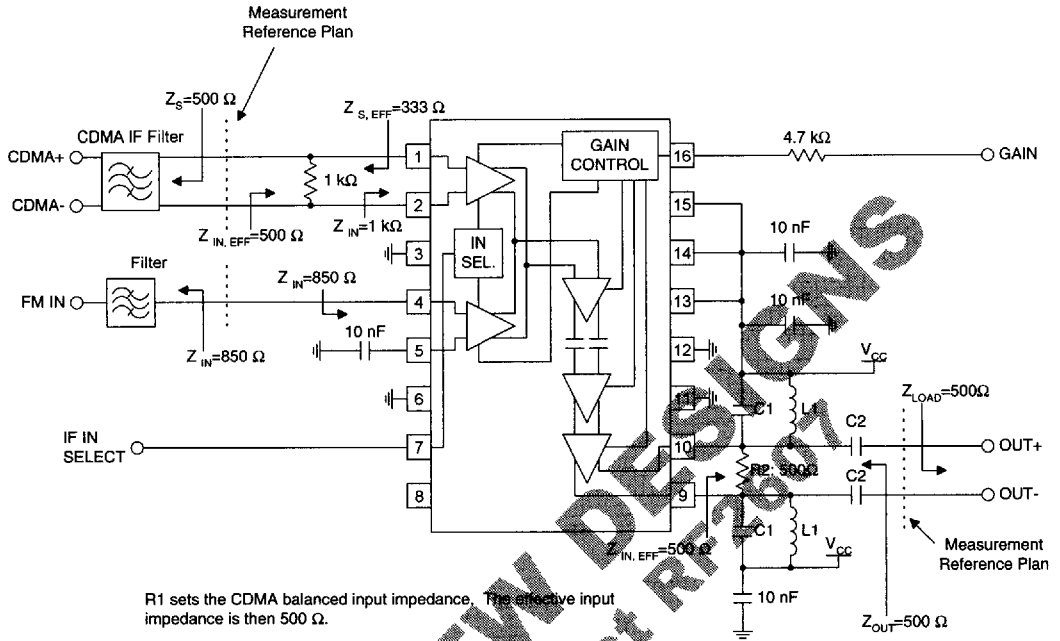 Measurement
Reference Plan
Z_S=500 Ω
Z_S, EFF=333 Ω
CDMA IF Filter
CDMA+
CDMA-
1 kΩ
Z_IN, EFF=500 Ω
Z_IN=1 kΩ
Filter
FM IN
Z_IN=850 Ω
Z_IN=850 Ω
10 nF
IF IN
SELECT
1
2
3
4
5
6
7
8
GAIN
CONTROL
IN
SEL.
16
15
14
13
12
11
10
9
4.7 kΩ
GAIN
10 nF
10 nF
V_CC
C1
L1
C2
Z_LOAD=500Ω
OUT+
R2: 500Ω
C2
OUT-
Z_IN, EFF=500 Ω
C1
L1
V_CC
Measurement
Reference Plan
10 nF
Z_OUT=500 Ω
R1 sets the CDMA balanced input impedance. The effective input
impedance is then 500 Ω.
W DESIGNS
RF2607